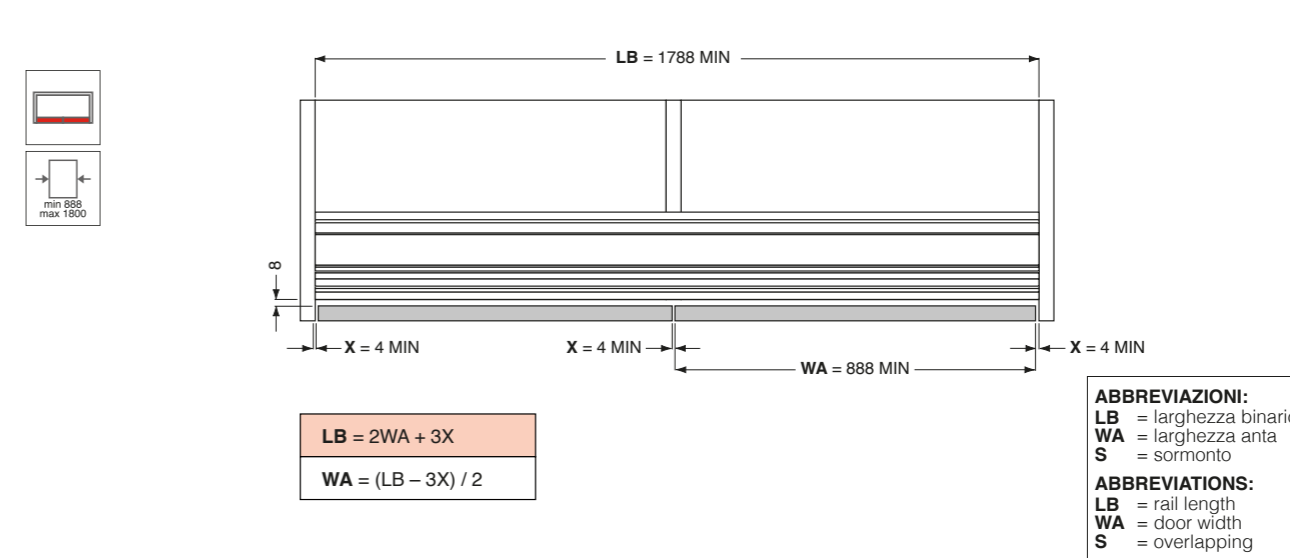 LB = 1788 MIN
min 888
max 1800
8
X = 4 MIN
X = 4 MIN
X = 4 MIN
WA = 888 MIN
LB = 2WA + 3X
WA = (LB – 3X) / 2
ABBREVIAZIONI:
LB = larghezza binario
WA = larghezza anta
S = sormonto
ABBREVIATIONS:
LB = rail length
WA = door width
S = overlapping